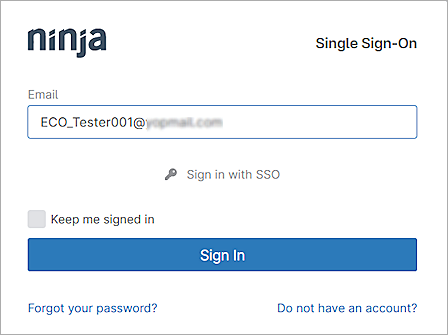 ninja
Single Sign-On
Email
ECO_Tester001@
Sign in with SSO
Keep me signed in
Sign In
Forgot your password?
Do not have an account?